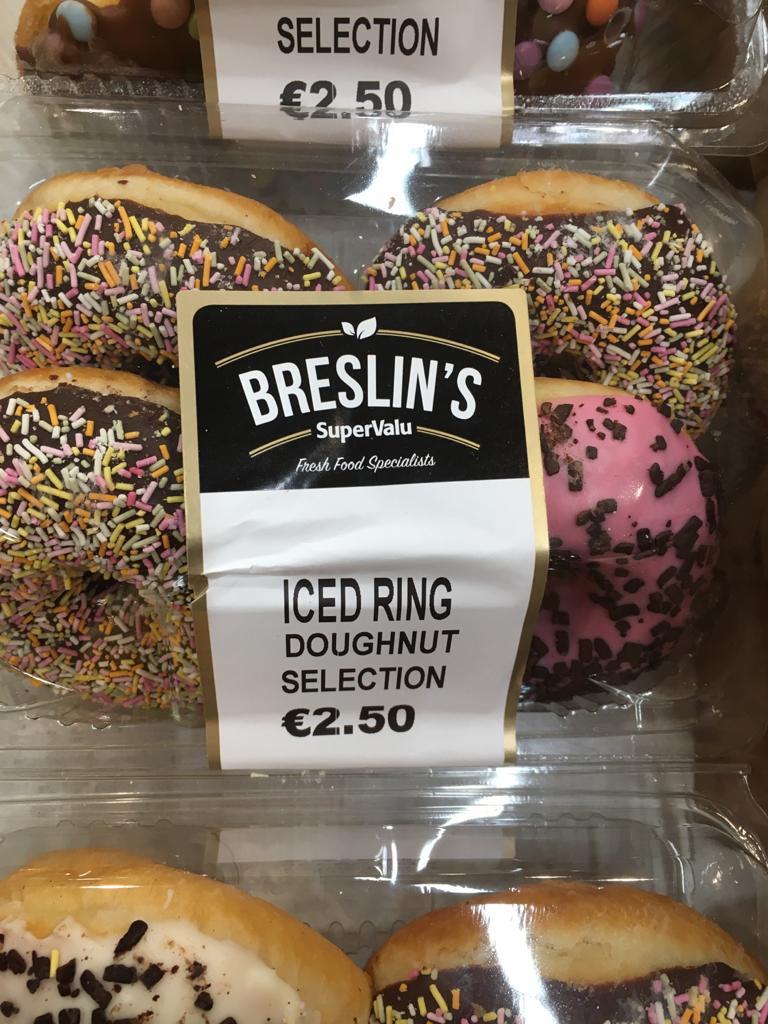 SELECTION
€2.50
BRESLIN'S
SuperValu
Fresh Food Specialists
ICED RING
DOUGHNUT
SELECTION
€2.50